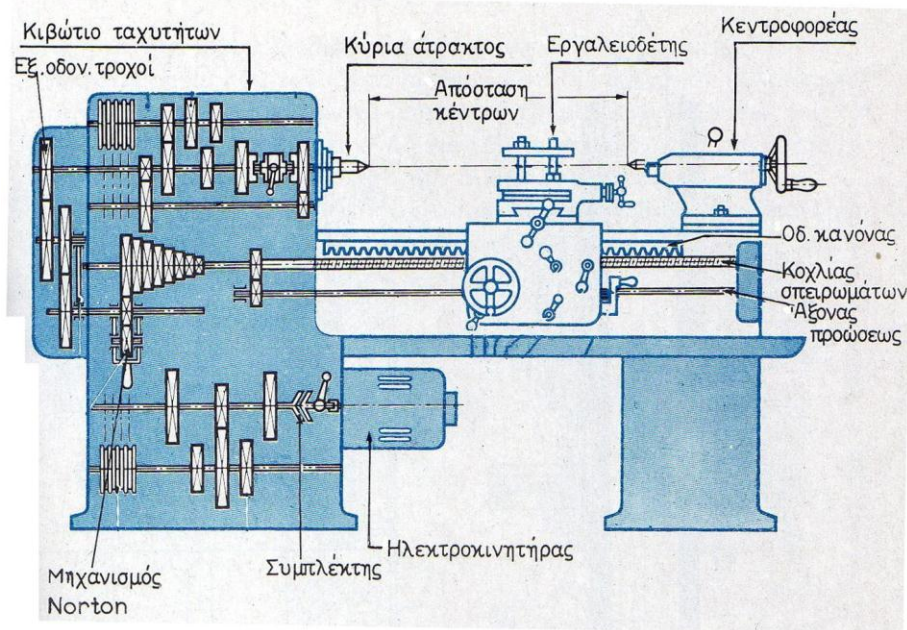 Κιβώτιο ταχυτήτων
Εξ. οδον. τροχοί
Κύρια άτρακτος
Εργαλειοδέτης
Κεντροφορέας
Απόσταση
κέντρων
Οδ. κανόνας
Κοχλίας
σπειρωμάτων
Άξονας
προώσεως
Ηλεκτροκινητήρας
Συμπλέκτης
Μηχανισμός
Norton